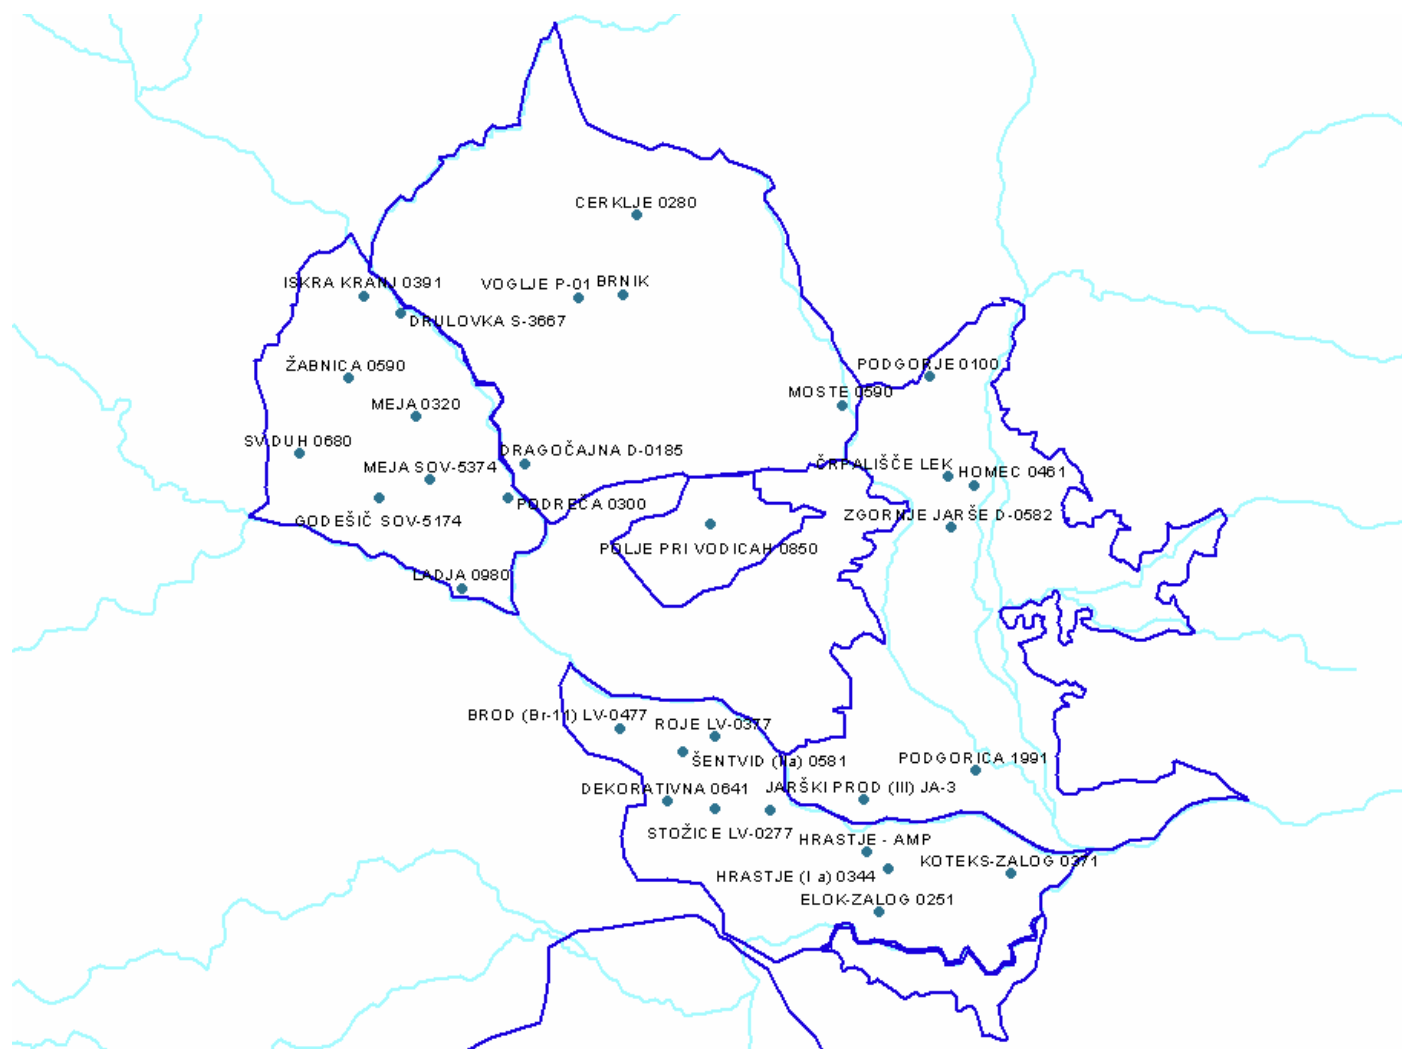 CERKLJE 0280
ISKRA KRANJ 0391
VOGLJE P-01
BRNIK
DRULOVKA S-3667
ŽABNICA 0590
PODGORJE 0100
MEJA 0320
MOSTE 0590
SV.DUH 0680
DRAGOČAJNA D-0185
MEJA SOV-5374
ČRPALIŠČE LEK
HOMEC 0461
PODREČA 0300
GODEŠIČ SOV-5174
ZGORNJE JARŠE D-0582
POLJE PRI VODICAH 0850
LADJA 0980
BROD (Br-11) LV-0477
ROJE LV-0377
ŠENTVID (IIa) 0581
PODGORICA 1991
DEKORATIVNA 0641
JARŠKI PROD (III) JA-3
STOŽICE LV-0277
HRASTJE - AMP
KOTEKS-ZALOG 0371
HRASTJE (I a) 0344
ELOK-ZALOG 0251